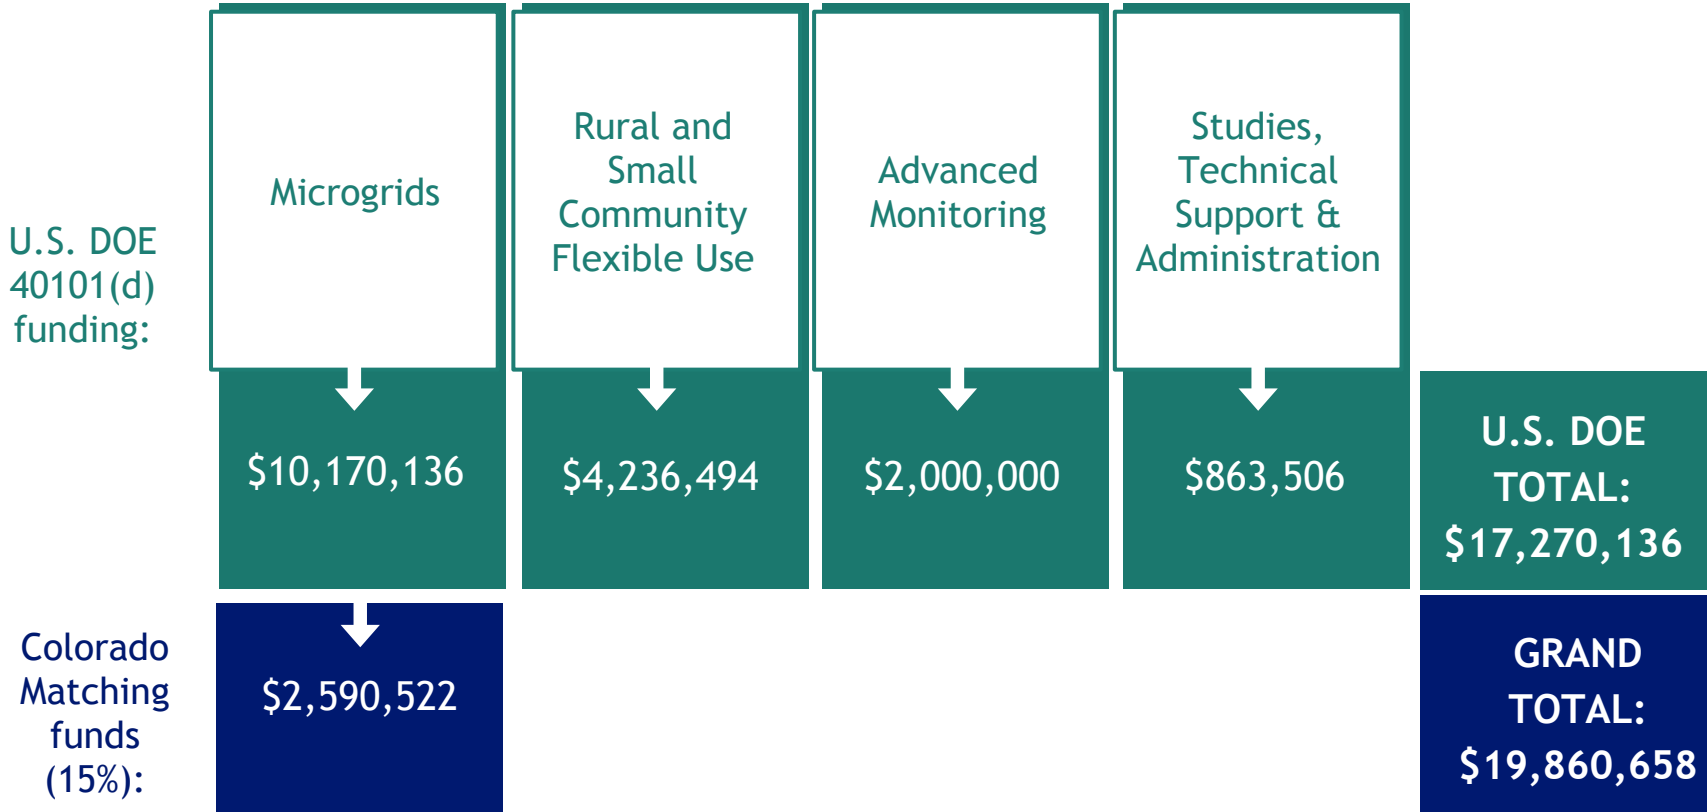 U.S. DOE
40101(d)
funding:
Microgrids
Rural and
Small
Community
Flexible Use
Advanced
Monitoring
Studies,
Technical
Support &
Administration
$10,170,136
$4,236,494
$2,000,000
$863,506
U.S. DOE
TOTAL:
$17,270,136
Colorado
Matching
funds
(15%):
$2,590,522
GRAND
TOTAL:
$19,860,658